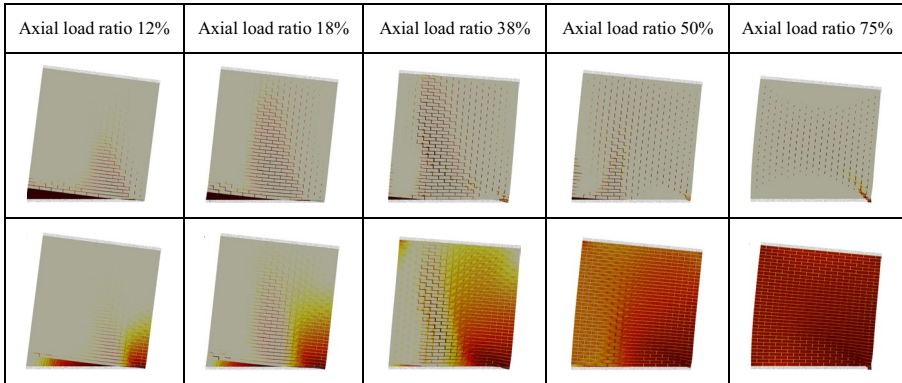 Axial load ratio 12%
Axial load ratio 18%
Axial load ratio 38%
Axial load ratio 50%
Axial load ratio 75%